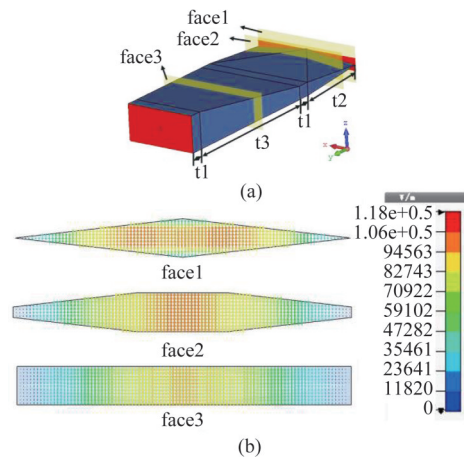 (a)
face1
face2
face3
t1
t3
t1
t2
z
x
y
face1
face2
face3
(b)
V/m
1.18e+0.5
1.06e+0.5
94563
82743
70922
59102
47282
35461
23641
11820
0